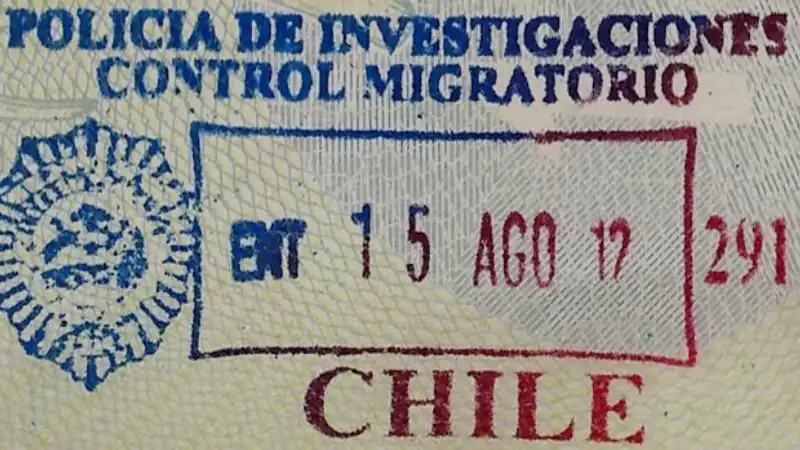 POLICIA DE INVESTIGACIONES
CONTROL MIGRATORIO
ENT 15 AGO 17 291
CHILE